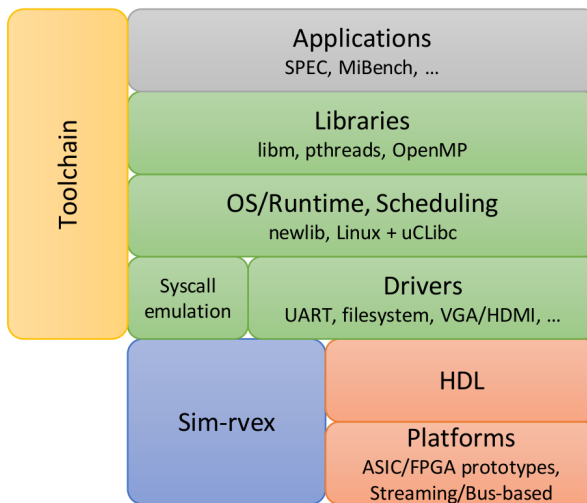 Toolchain
Applications
SPEC, MiBench, ...
Libraries
libm, pthreads, OpenMP
OS/Runtime, Scheduling
newlib, Linux + uCLibc
Syscall
emulation
Drivers
UART, filesystem, VGA/HDMI, ...
Sim-rvex
HDL
Platforms
ASIC/FPGA prototypes,
Streaming/Bus-based